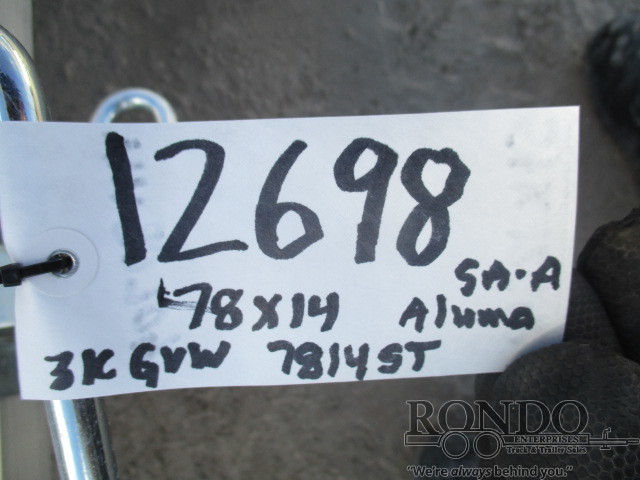 12698
SA-A
78X14 Aluma
3K GVW 7814ST
RONDO
ENTERPRISES
Truck & Trailer Sales
"We're always behind you."